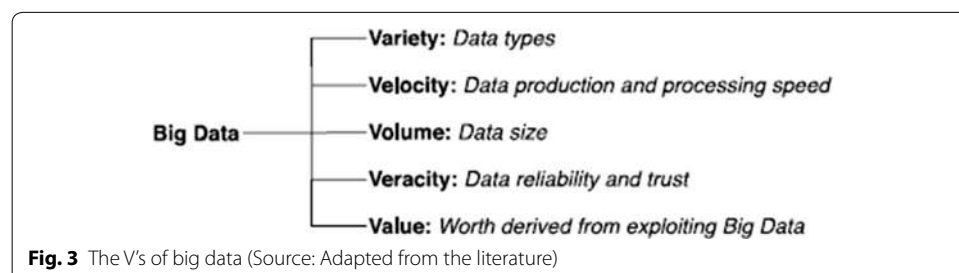 Variety: Data types
Velocity: Data production and processing speed
Big Data
Volume: Data size
Veracity: Data reliability and trust
Value: Worth derived from exploiting Big Data
Fig. 3 The V's of big data (Source: Adapted from the literature)